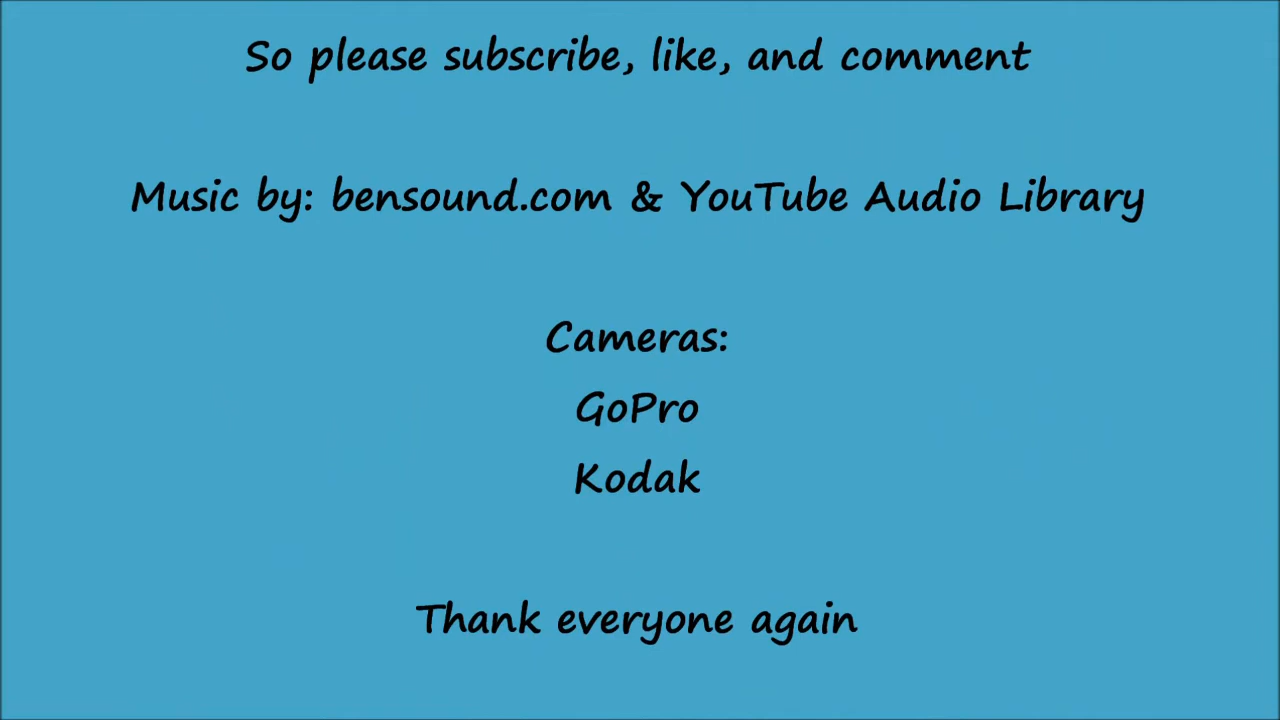 So please subscribe, like, and comment
Music by: bensound.com & YouTube Audio Library
Cameras:
GoPro
Kodak
Thank everyone again